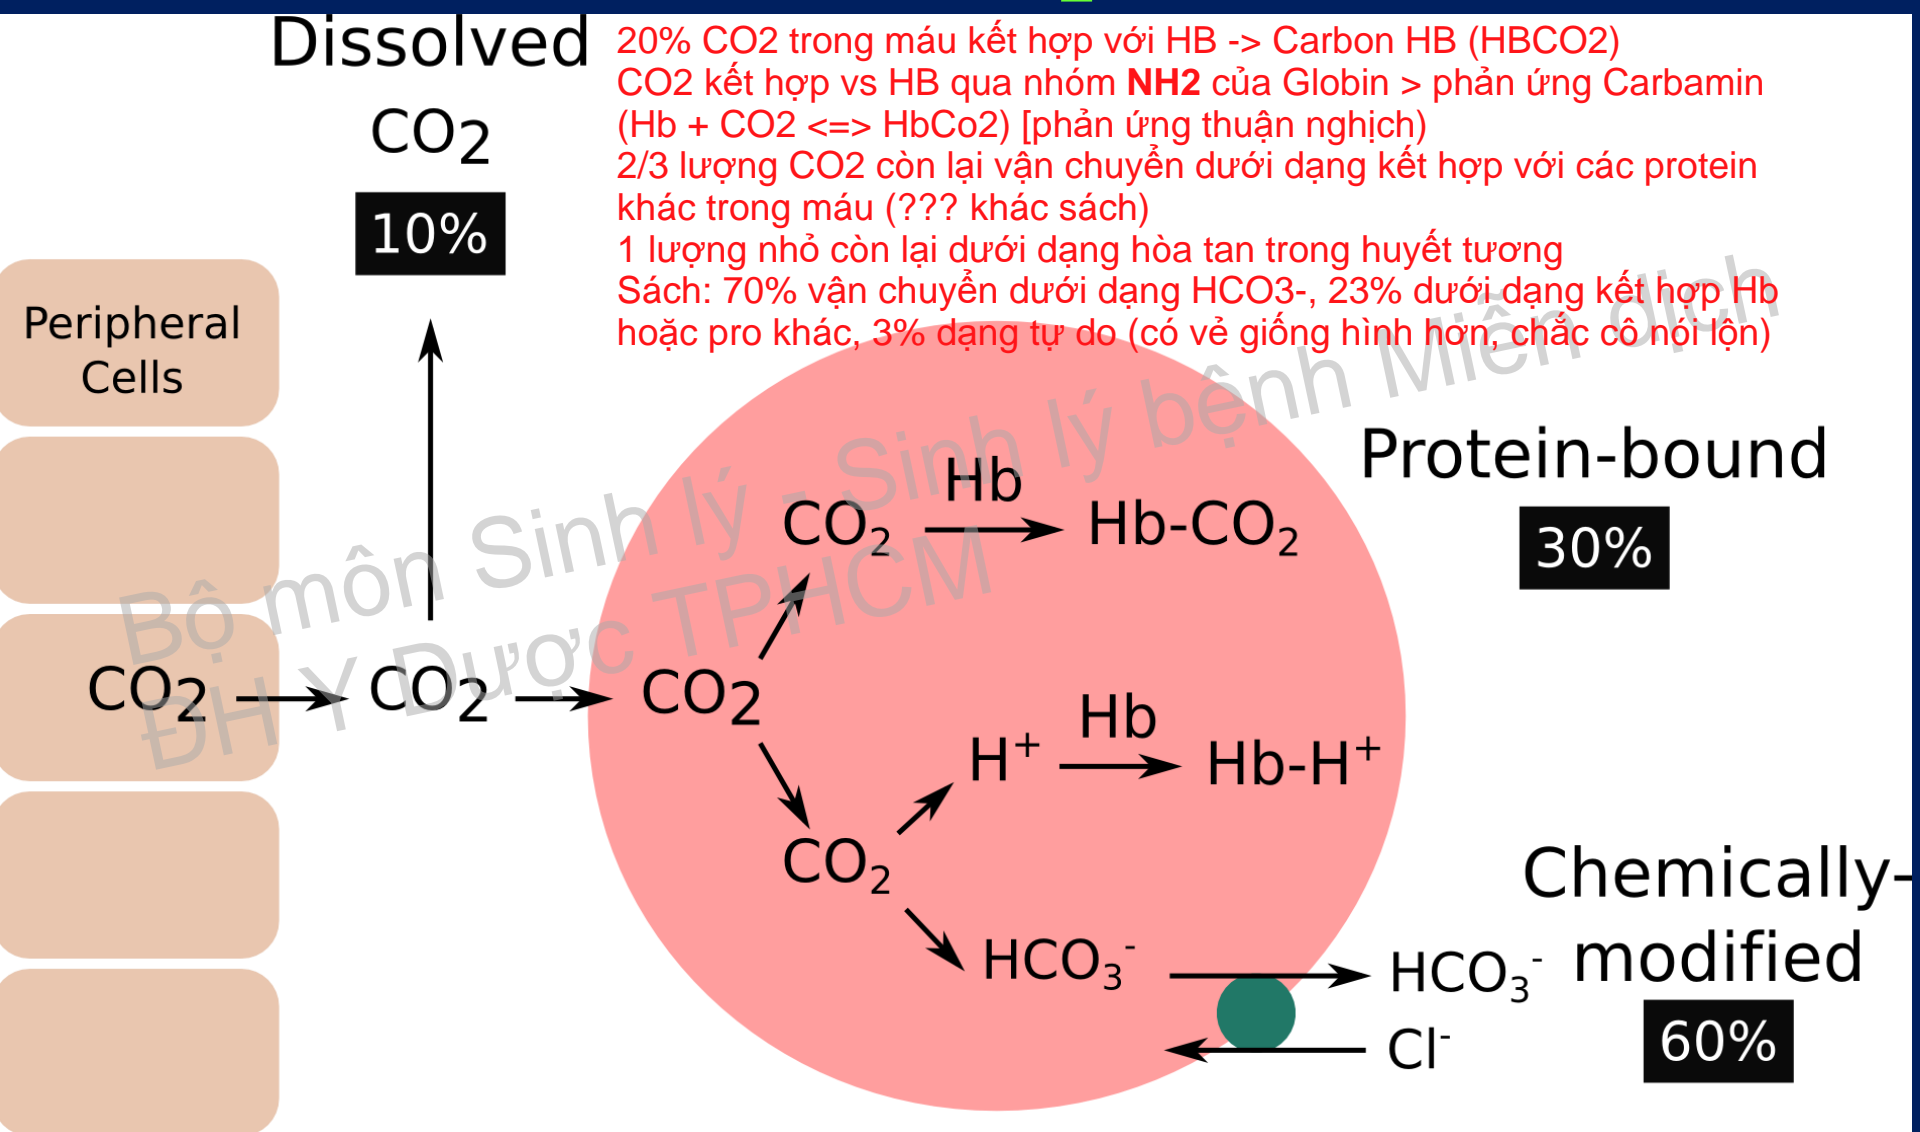 Dissolved
CO2
10%
20% CO2 trong máu kết hợp với HB -> Carbon HB (HBCO2)
CO2 kết hợp vs HB qua nhóm NH2 của Globin > phản ứng Carbamin
(Hb + CO2 <=> HbCo2) [phản ứng thuận nghịch)
2/3 lượng CO2 còn lại vận chuyển dưới dạng kết hợp với các protein
khác trong máu (??? khác sách)
1 lượng nhỏ còn lại dưới dạng hòa tan trong huyết tương
Sách: 70% vận chuyển dưới dạng HCO3-, 23% dưới dạng kết hợp Hb
hoặc pro khác, 3% dạng tự do (có vẻ giống hình hơn, chắc cô nói lộn)
Peripheral
Cells
Protein-bound
30%
Hb
CO₂
Hb-CO₂
Bộ môn Sinh lý - Sinh lý bệnh Miễn dịch
ĐH Y Dược TPHCM
CO2
CO2
CO2
Hb
H⁺
Hb-H⁺
CO₂
HCO₃⁻
HCO₃⁻
Cl⁻
Chemically-
modified
60%